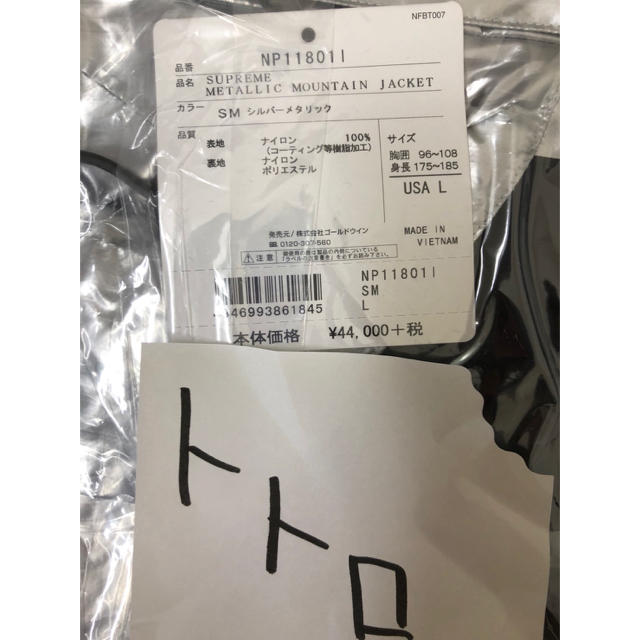 NFBT007
品番 NP11801I
品名 SUPREME
METALLIC MOUNTAIN JACKET
カラー SM シルバーメタリック
品質 表地 ナイロン 100%
(コーティング等樹脂加工)
裏地 ナイロン
ポリエステル
サイズ
胸囲 96~108
身長 175~185
USA L
発売元/株式会社ゴールドウイン
0120-307-560
MADE IN
VIETNAM
注意
NP11801I
SM
L
46993861845
本体価格 ¥44,000+税
トトロ